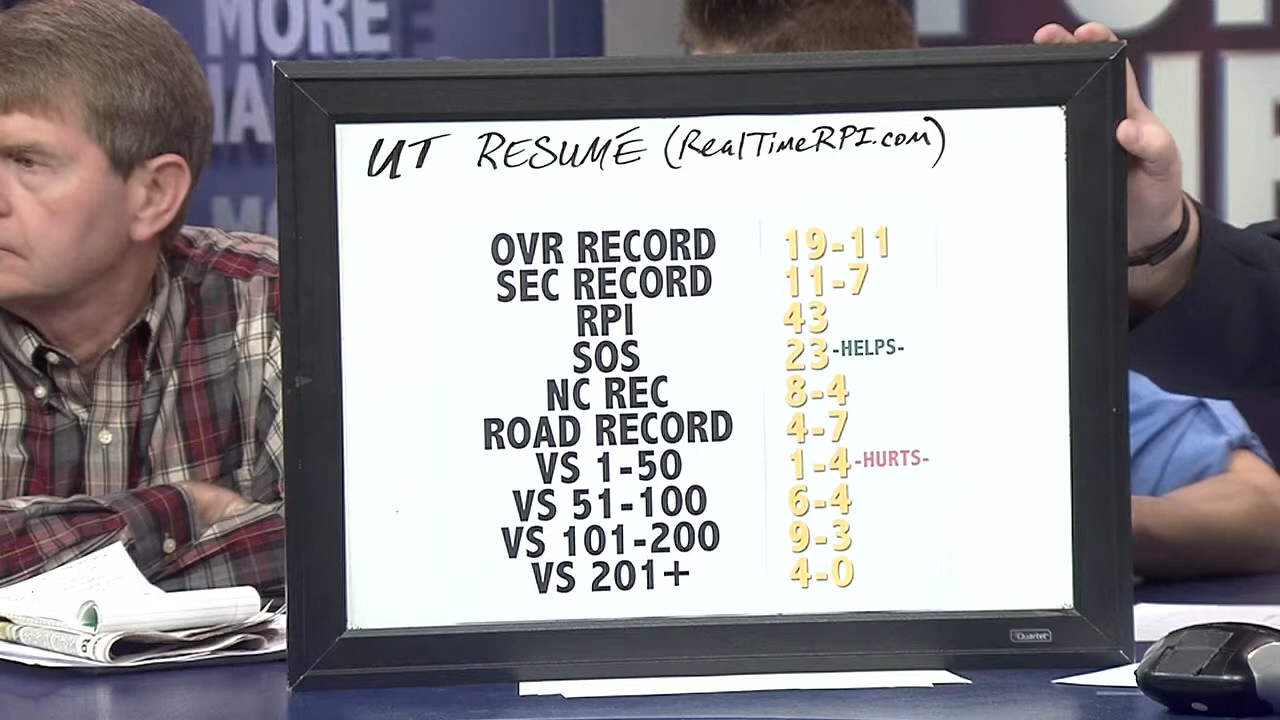 MORE
UT RESUMÉ (RealTimeRPI.com)
OVR RECORD 19-11
SEC RECORD 11-7
RPI 43
SOS 23 -HELPS-
NC REC 8-4
ROAD RECORD 4-7
VS 1-50 1-4 -HURTS-
VS 51-100 6-4
VS 101-200 9-3
VS 201+ 4-0
Quartet